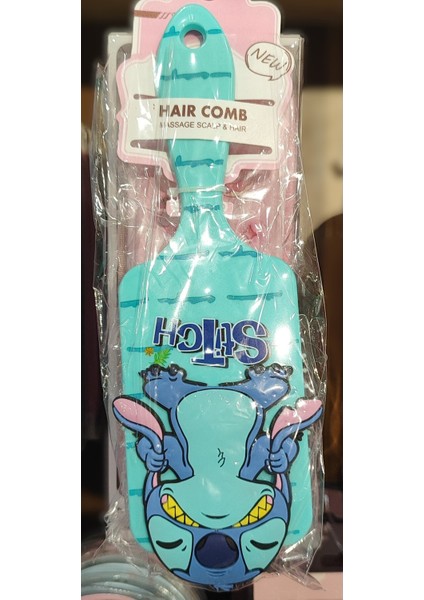 NEW
HAIR COMB
MASSAGE SCALP & HAIR
STITCH